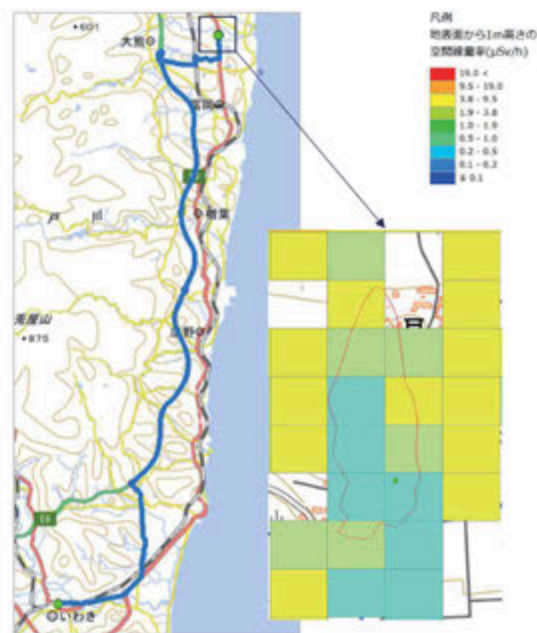 ・601
大熊
富岡
楢葉
戸
川
・875
野
いわき
凡例
地表面から1m高さの
空間線量率(μSv/h)
19.0 <
9.5 - 19.0
3.8 - 9.5
1.9 - 3.8
1.0 - 1.9
0.5 - 1.0
0.2 - 0.5
0.1 - 0.2
≦ 0.1